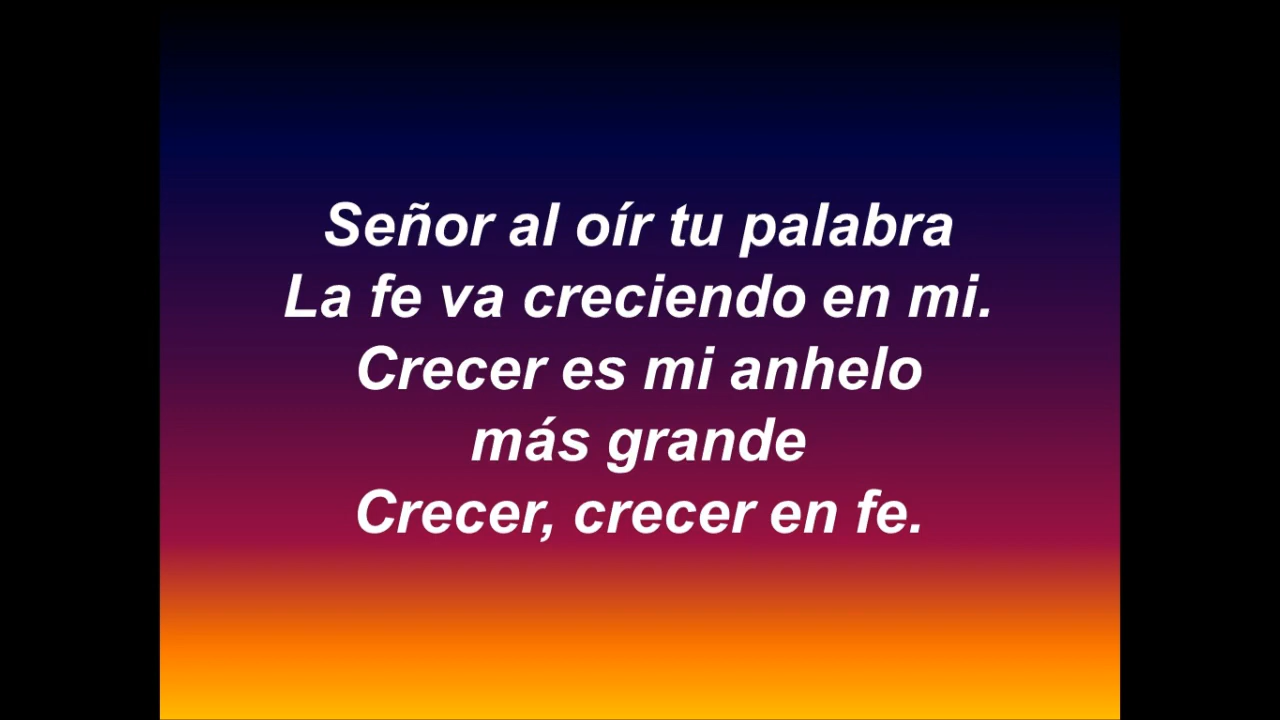 Señor al oír tu palabra
La fe va creciendo en mi.
Crecer es mi anhelo
más grande
Crecer, crecer en fe.